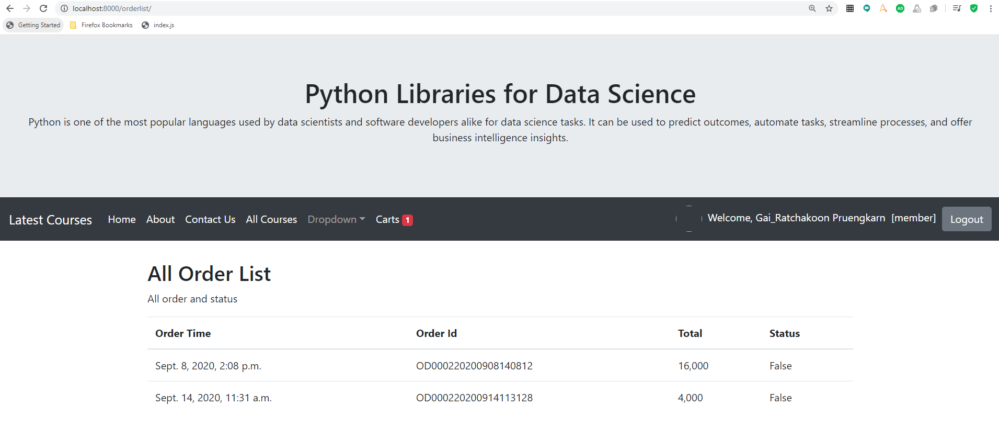 localhost:8000/orderlist/
AD
Getting Started Firefox Bookmarks index.js
Python Libraries for Data Science
Python is one of the most popular languages used by data scientists and software developers alike for data science tasks. It can be used to predict outcomes, automate tasks, streamline processes, and offer
business intelligence insights.
Latest Courses Home About Contact Us All Courses Dropdown Carts 1 Welcome, Gai_Ratchakoon Pruengkarn [member] Logout
All Order List
All order and status
Order Time Order Id Total Status
Sept. 8, 2020, 2:08 p.m. OD000220200908140812 16,000 False
Sept. 14, 2020, 11:31 a.m. OD000220200914113128 4,000 False